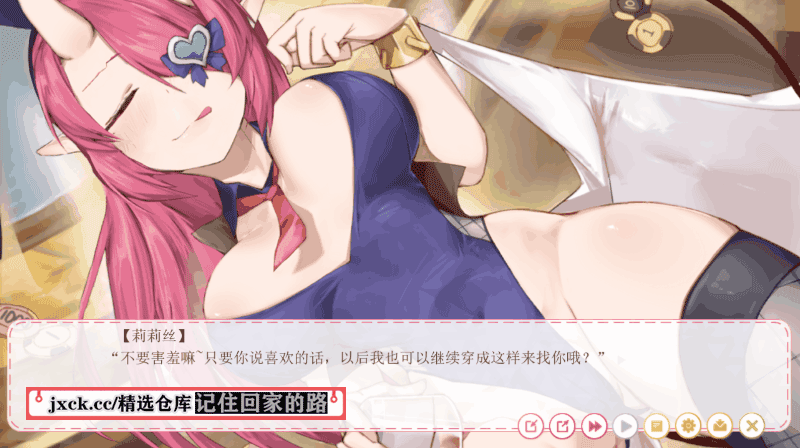 【莉莉丝】
“不要害羞嘛~只要你说喜欢的话，以后我也可以继续穿成这样来找你哦？”
jxck.cc/精选仓库 记住回家的路